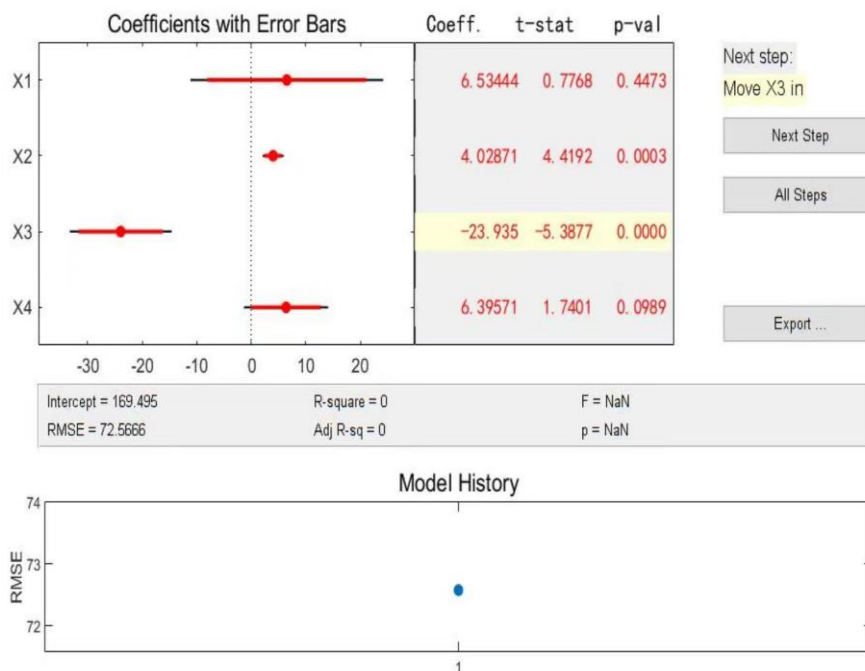 Coefficients with Error Bars
Coeff. t-stat p-val
X1 6.53444 0.7768 0.4473
X2 4.02871 4.4192 0.0003
X3 -23.935 -5.3877 0.0000
X4 6.39571 1.7401 0.0989
-30 -20 -10 0 10 20
Next step:
Move X3 in
Next Step
All Steps
Export ...
Intercept = 169.495 R-square = 0 F = NaN
RMSE = 72.5666 Adj R-sq = 0 p = NaN
Model History
RMSE
74
73
72
1